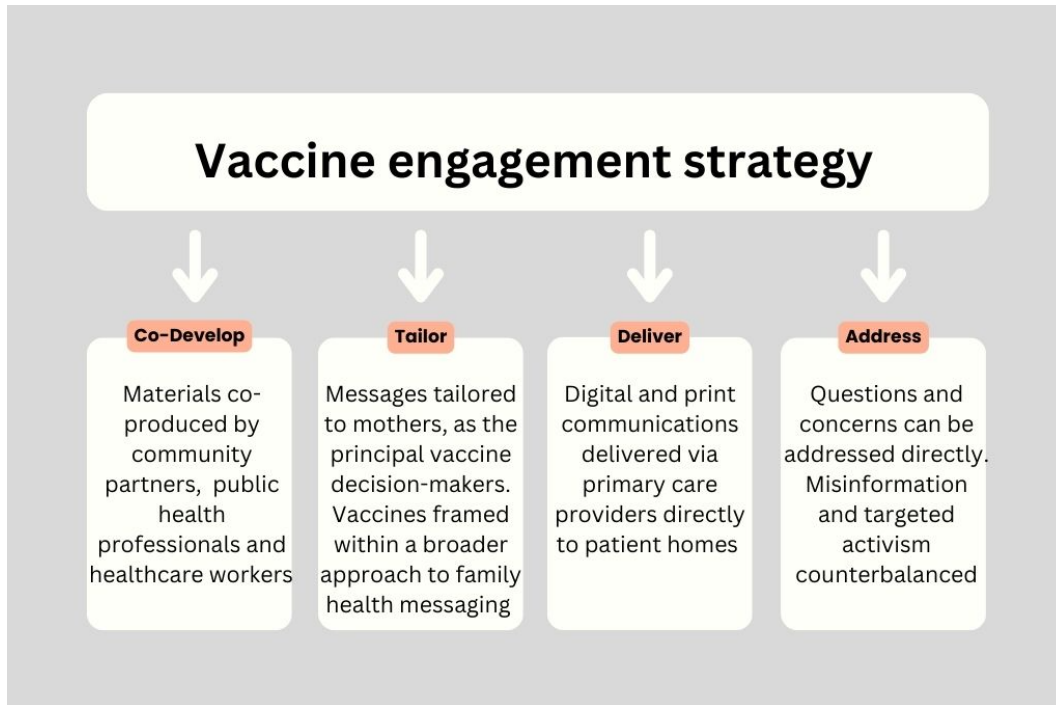 Vaccine engagement strategy
Co-Develop
Materials co-
produced by
community
partners,  public
health
professionals and
healthcare workers
Tailor
Messages tailored
to mothers, as the
principal vaccine
decision-makers.
Vaccines framed
within a broader
approach to family
health messaging
Deliver
Digital and print
communications
delivered via
primary care
providers directly
to patient homes
Address
Questions and
concerns can be
addressed directly.
Misinformation
and targeted
activism
counterbalanced